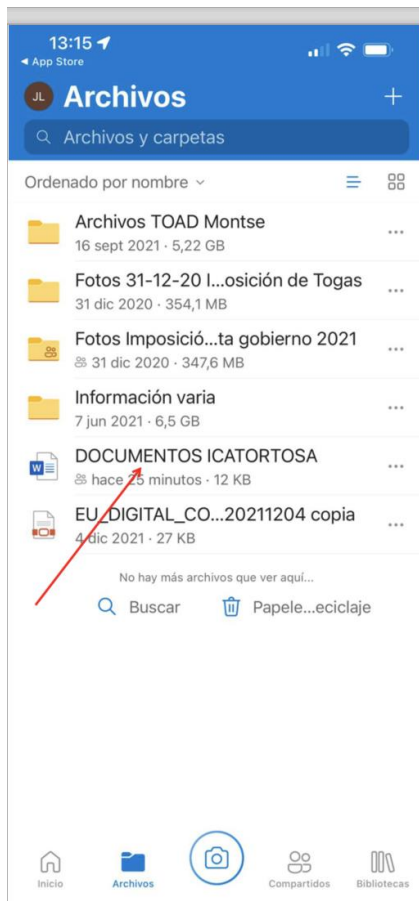 13:15
◀ App Store
JL Archivos
Archivos y carpetas
Ordenado por nombre
Archivos TOAD Montse
16 sept 2021 · 5,22 GB
Fotos 31-12-20 I...osición de Togas
31 dic 2020 · 354,1 MB
Fotos Imposició...ta gobierno 2021
31 dic 2020 · 347,6 MB
Información varia
7 jun 2021 · 6,5 GB
DOCUMENTOS ICATORTOSA
hace 25 minutos · 12 KB
EU_DIGITAL_CO...20211204 copia
4 dic 2021 · 27 KB
No hay más archivos que ver aquí...
Buscar Papele...eciclaje
Inicio Archivos Compartidos Bibliotecas